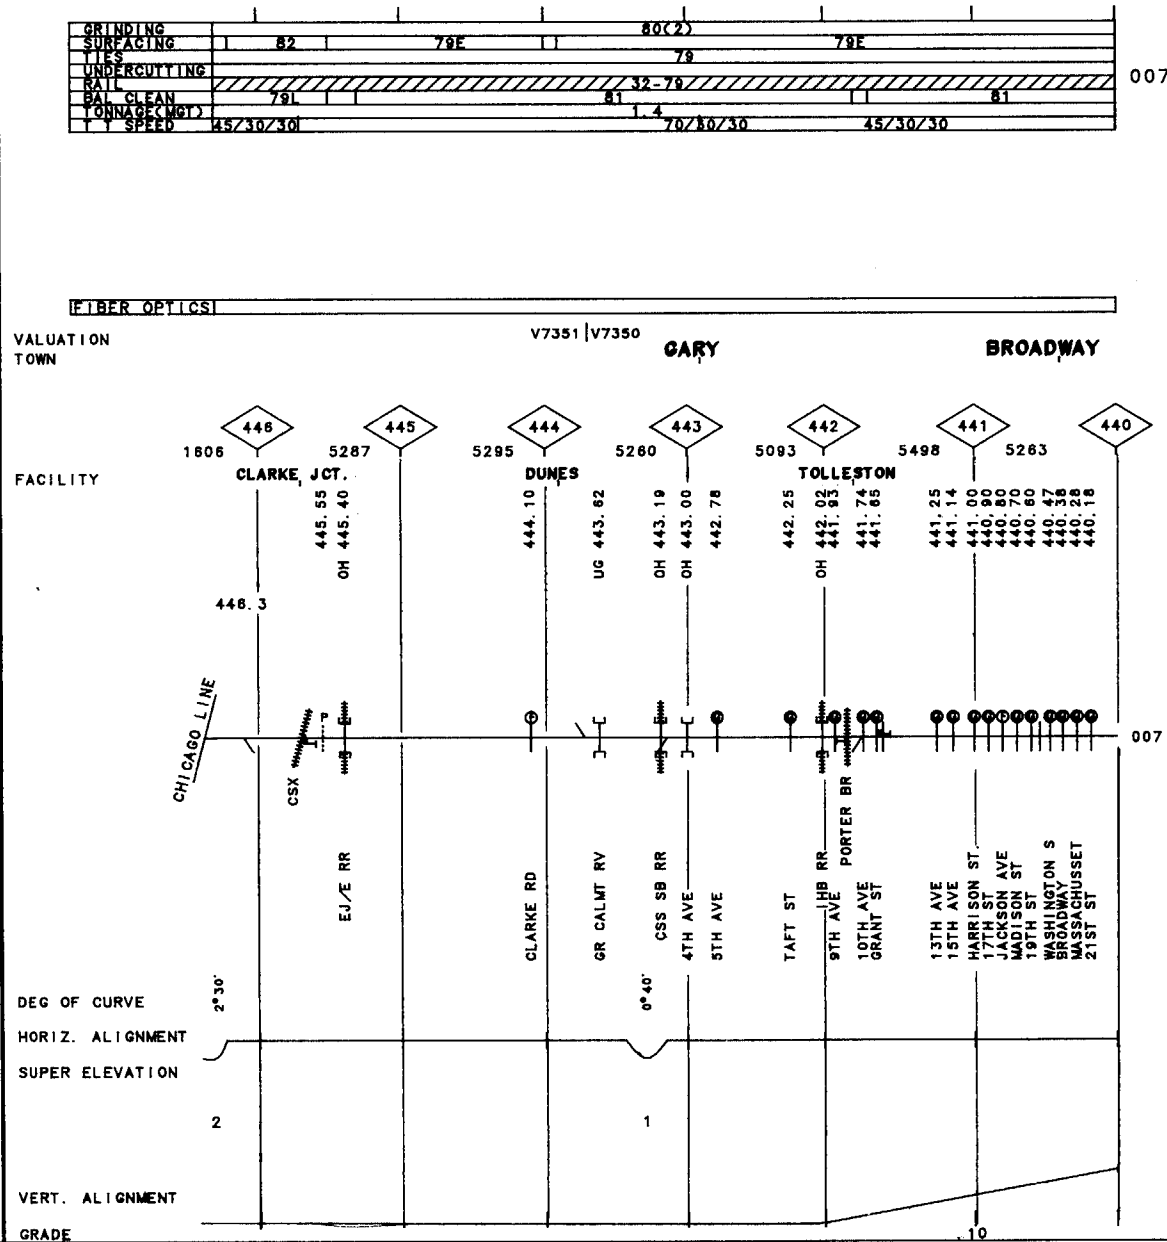 GRINDING 80(2)
SURFACING 82 79E 79E
TIES 79
UNDERCUTTING
RAIL 32-79
BAL CLEAN 79L 81 81
TONNAGE(MGT) 1.4
T T SPEED 45/30/30 70/50/30 45/30/30
007
FIBER OPTICS
VALUATION V7351 V7350
TOWN GARY BROADWAY
446 445 444 443 442 441 440
1606 5287 5295 5260 5093 5498 5263
FACILITY CLARKE JCT. DUNES TOLLESTON
445.55
OH 445.40
444.10
UG 443.62
OH 443.19
OH 443.00
442.78
442.25
OH 442.02
441.93
441.74
441.65
441.25
441.14
441.00
440.90
440.80
440.70
440.60
440.47
440.38
440.28
440.18
446.3
CHICAGO LINE
P
007
CSX
EJ/E RR
CLARKE RD
GR CALMT RV
CSS SB RR
4TH AVE
5TH AVE
TAFT ST
IHB RR
9TH AVE
PORTER BR
10TH AVE
GRANT ST
13TH AVE
15TH AVE
HARRISON ST.
17TH ST
JACKSON AVE
MADISON ST
19TH ST
WASHINGTON S
BROADWAY
MASSACHUSSET
21ST ST
DEG OF CURVE 2°30' 0°40'
HORIZ. ALIGNMENT
SUPER ELEVATION
2 1
VERT. ALIGNMENT
GRADE .10